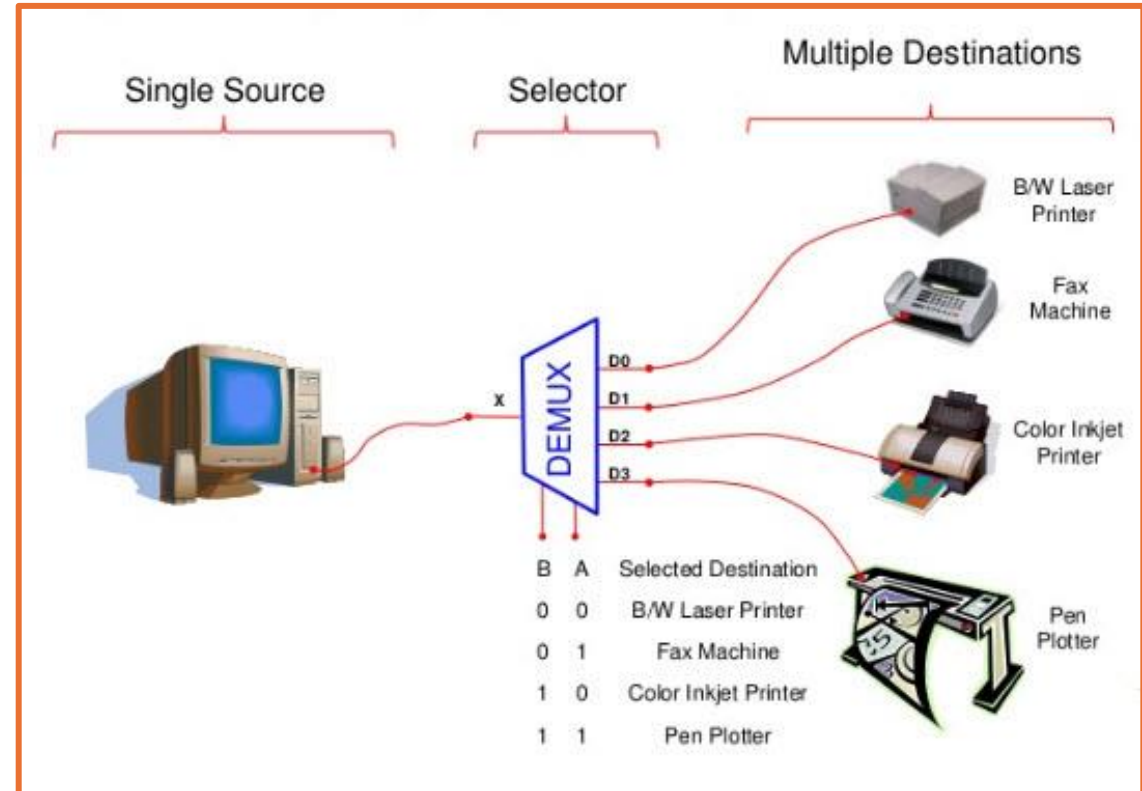 Single Source
Selector
Multiple Destinations
B/W Laser
Printer
Fax
Machine
Color Inkjet
Printer
Pen
Plotter
X
DEMUX
D0
D1
D2
D3
B A Selected Destination
0 0 B/W Laser Printer
0 1 Fax Machine
1 0 Color Inkjet Printer
1 1 Pen Plotter